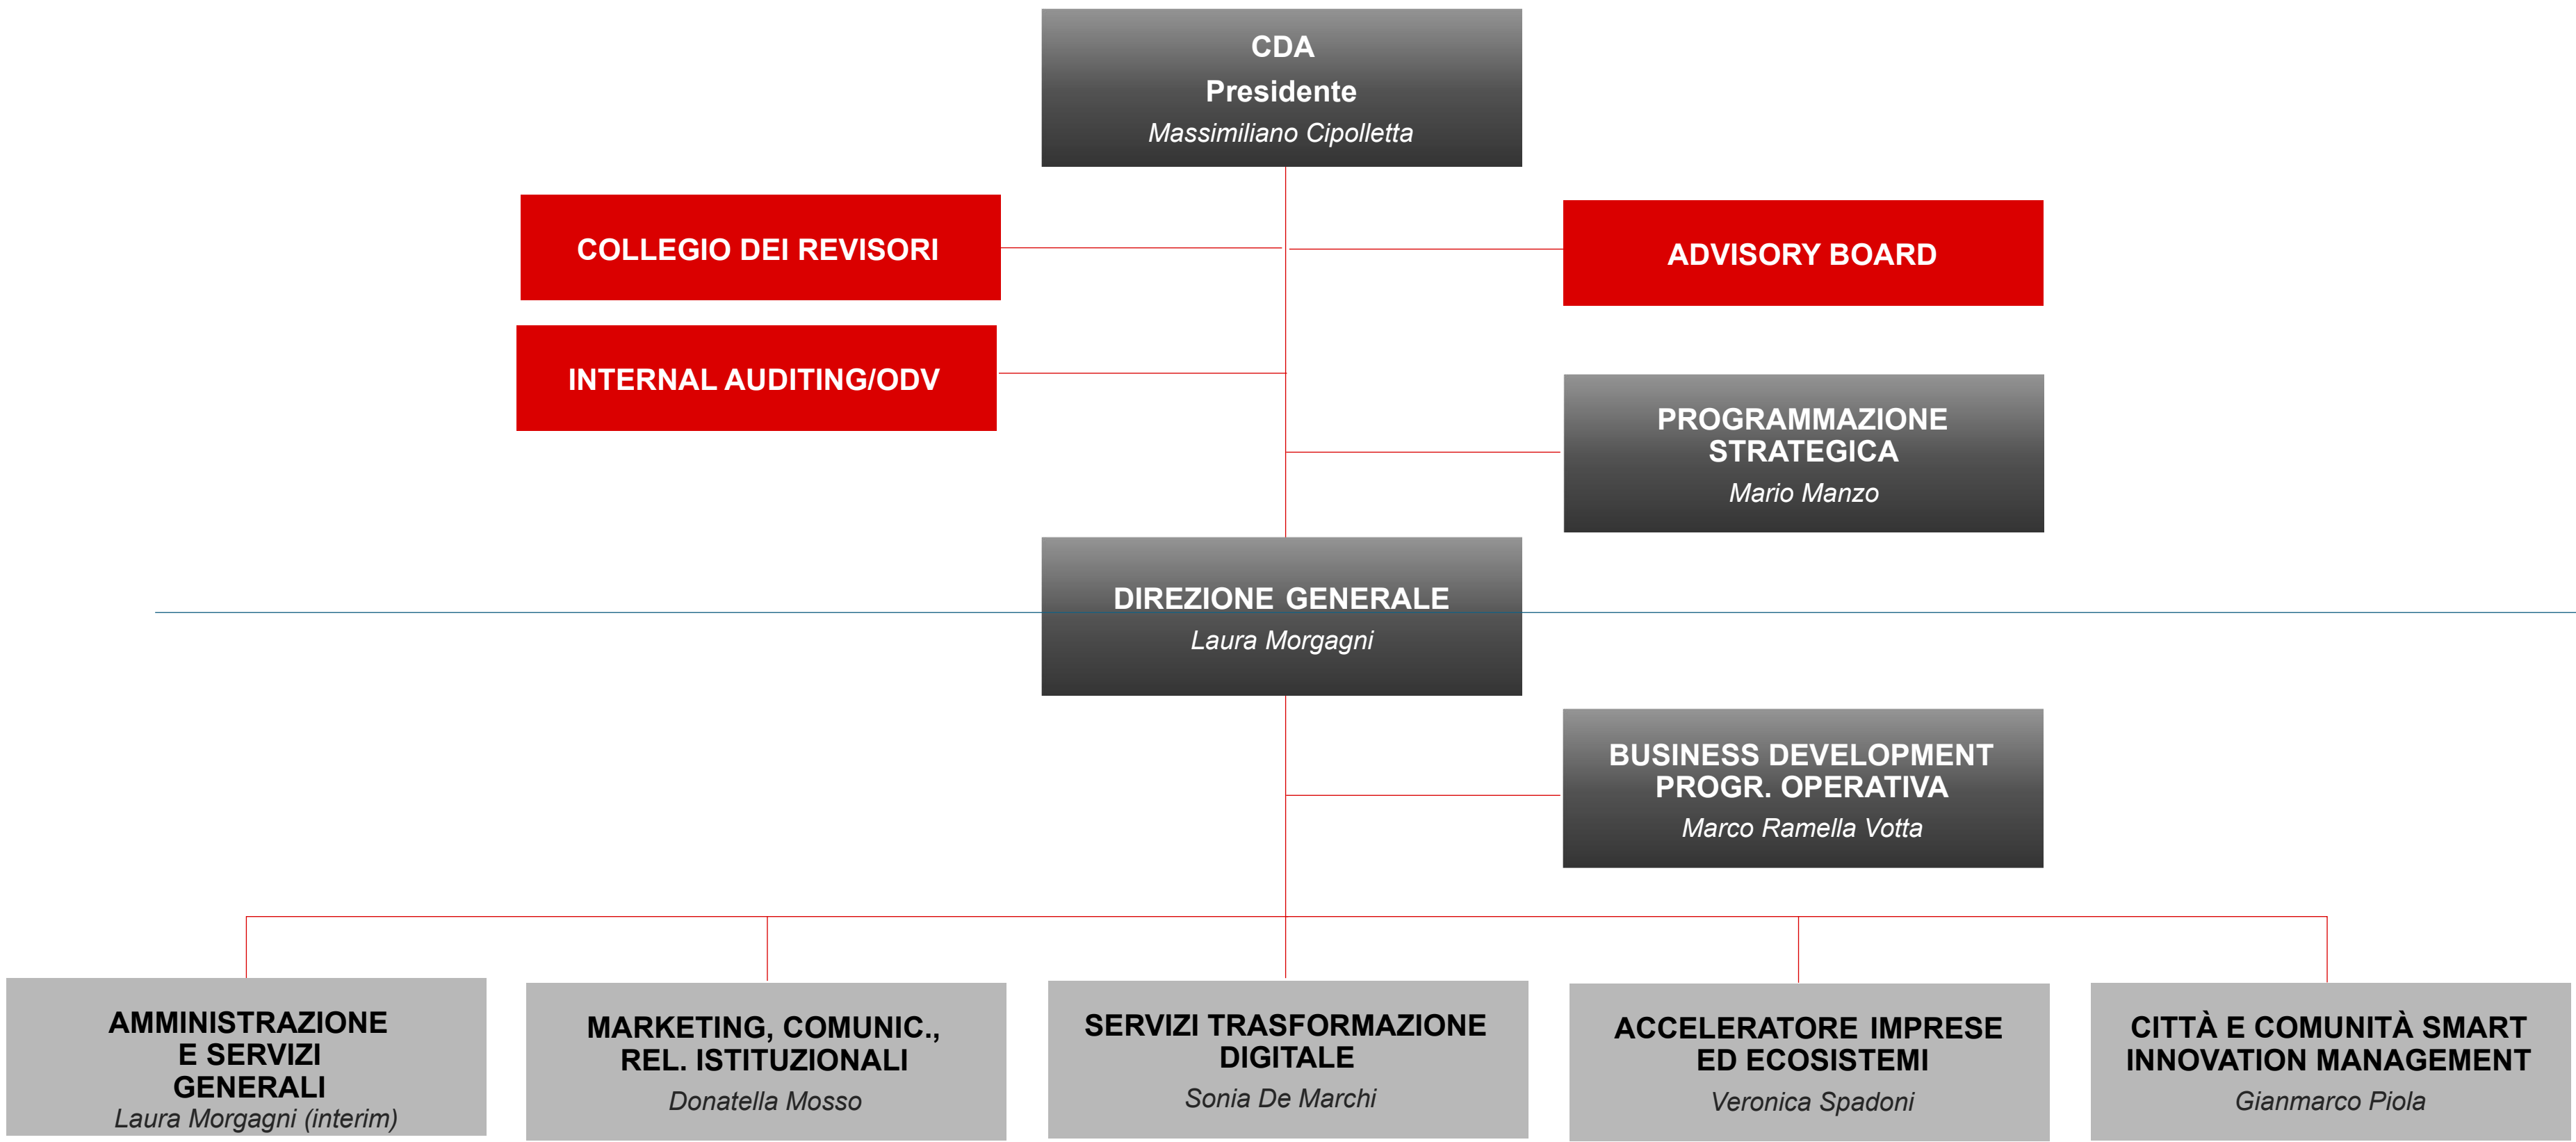 CDA
Presidente
Massimiliano Cipolletta
COLLEGIO DEI REVISORI
ADVISORY BOARD
INTERNAL AUDITING/ODV
PROGRAMMAZIONE
STRATEGICA
Mario Manzo
DIREZIONE GENERALE
Laura Morgagni
BUSINESS DEVELOPMENT
PROGR. OPERATIVA
Marco Ramella Votta
AMMINISTRAZIONE
E SERVIZI
GENERALI
Laura Morgagni (interim)
MARKETING, COMUNIC.,
REL. ISTITUZIONALI
Donatella Mosso
SERVIZI TRASFORMAZIONE
DIGITALE
Sonia De Marchi
ACCELERATORE IMPRESE
ED ECOSISTEMI
Veronica Spadoni
CITTÀ E COMUNITÀ SMART
INNOVATION MANAGEMENT
Gianmarco Piola